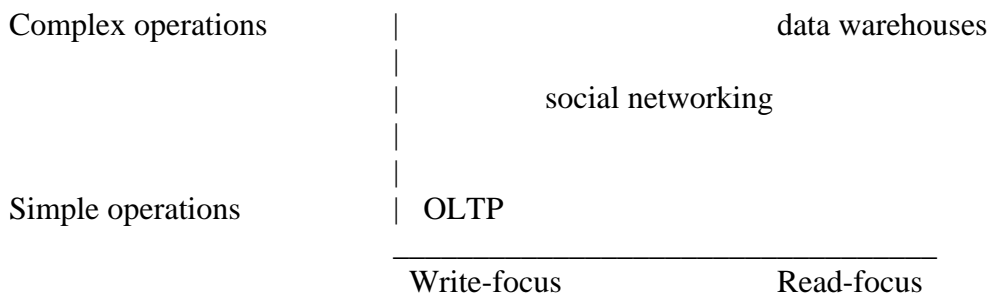 Complex operations data warehouses
social networking
Simple operations OLTP
Write-focus Read-focus